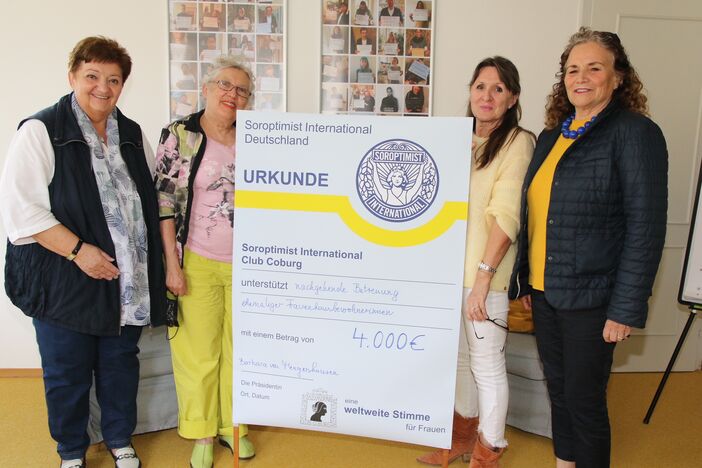 Soroptimist International
Deutschland
SOROPTIMIST
INTERNATIONAL
URKUNDE
Soroptimist International
Club Coburg
unterstützt nachgehende Betreuung
ehemaliger Frauenhausbewohnerinnen
mit einem Betrag von 4.000€
Barbara von
Die Präsidentin
Ort, Datum
eine
weltweite Stimme
für Frauen